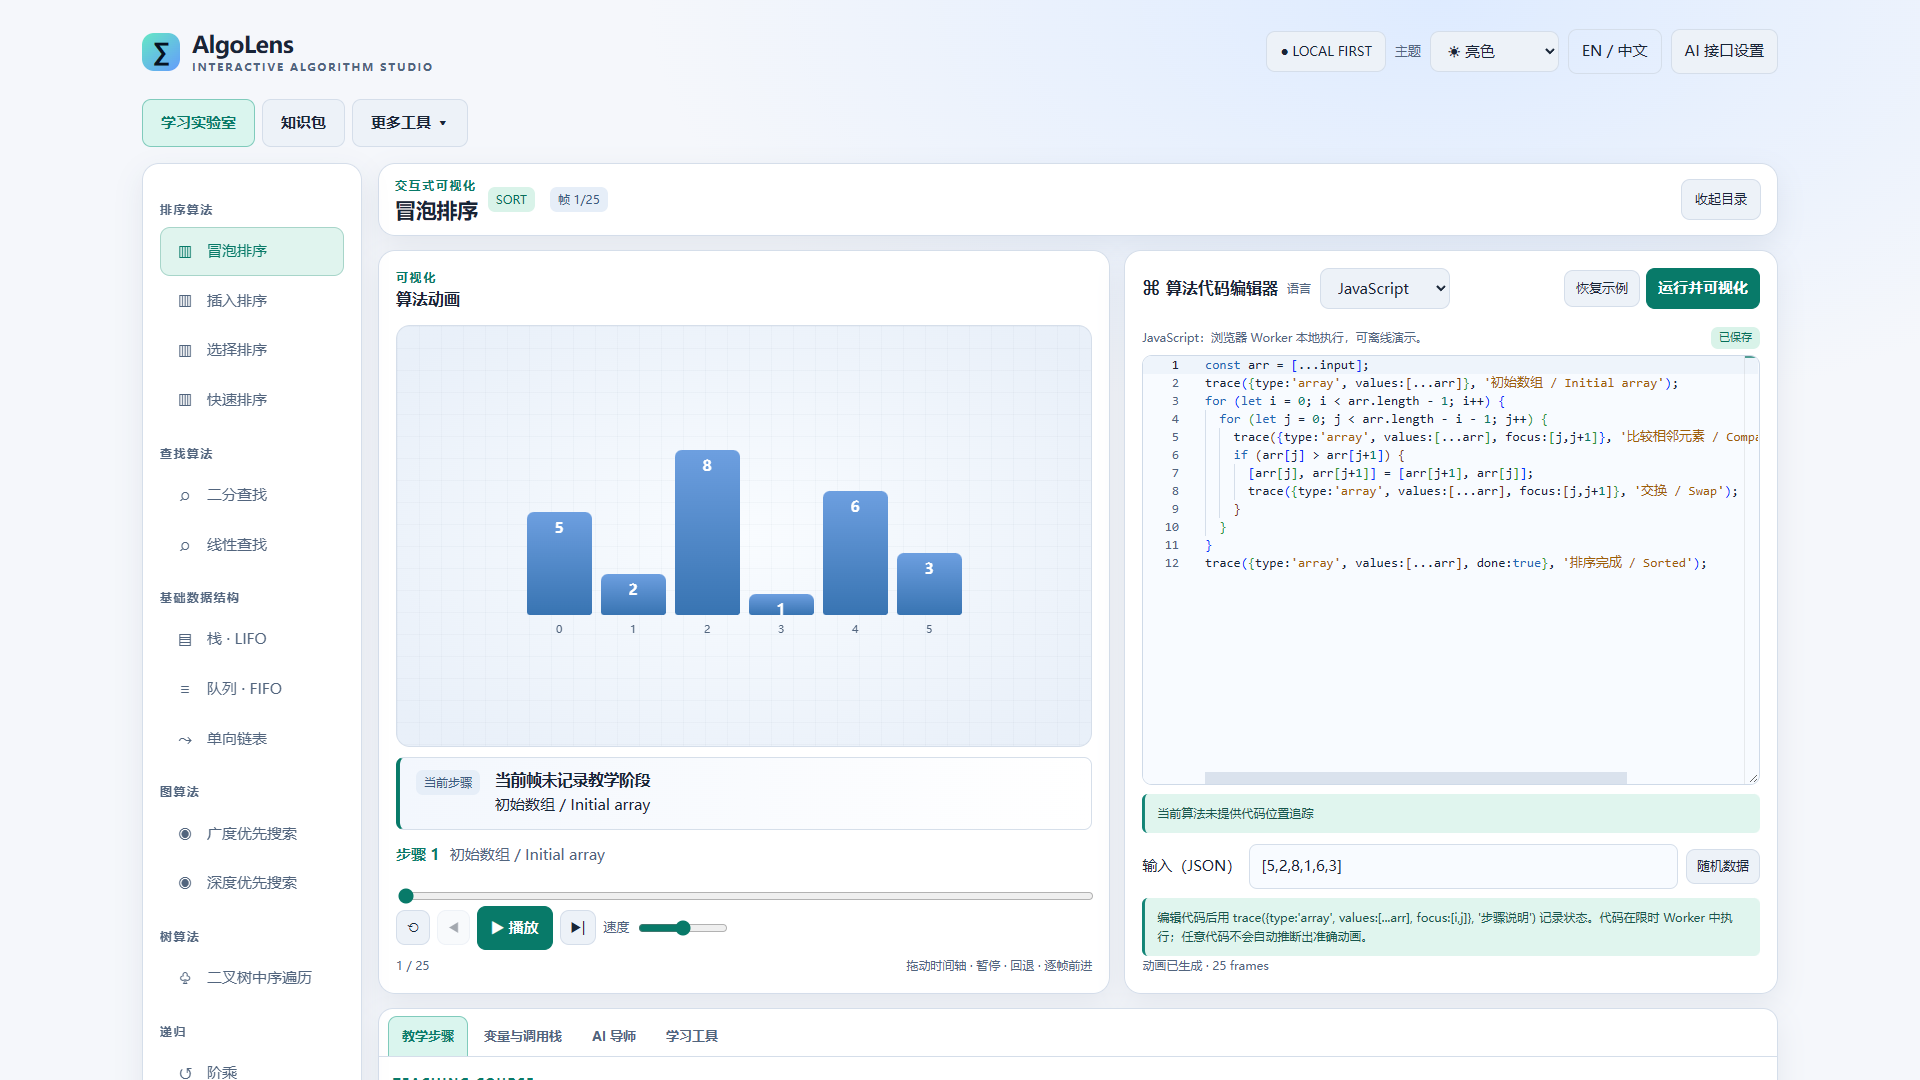 ∑ AlgoLens
INTERACTIVE ALGORITHM STUDIO
● LOCAL FIRST
主题
☀ 亮色
EN / 中文
AI 接口设置
学习实验室
知识包
更多工具 ▾
排序算法
冒泡排序
插入排序
选择排序
快速排序
查找算法
二分查找
线性查找
基础数据结构
栈 · LIFO
队列 · FIFO
单向链表
图算法
广度优先搜索
深度优先搜索
树算法
二叉树中序遍历
递归
阶乘
交互式可视化
冒泡排序
SORT
帧 1/25
收起目录
可视化
算法动画
5
2
8
1
6
3
0
1
2
3
4
5
当前步骤
当前帧未记录教学阶段
初始数组 / Initial array
步骤 1 初始数组 / Initial array
▶ 播放
速度
1 / 25
拖动时间轴 · 暂停 · 回退 · 逐帧前进
⌘ 算法代码编辑器
语言
JavaScript
恢复示例
运行并可视化
JavaScript：浏览器 Worker 本地执行，可离线演示。
已保存
1 const arr = [...input];
2 trace({type:'array', values:[...arr]}, '初始数组 / Initial array');
3 for (let i = 0; i < arr.length - 1; i++) {
4 for (let j = 0; j < arr.length - i - 1; j++) {
5 trace({type:'array', values:[...arr], focus:[j,j+1]}, '比较相邻元素 / Compa
6 if (arr[j] > arr[j+1]) {
7 [arr[j], arr[j+1]] = [arr[j+1], arr[j]];
8 trace({type:'array', values:[...arr], focus:[j,j+1]}, '交换 / Swap');
9 }
10 }
11 }
12 trace({type:'array', values:[...arr], done:true}, '排序完成 / Sorted');
当前算法未提供代码位置追踪
输入（JSON）
[5,2,8,1,6,3]
随机数据
编辑代码后用 trace({type:'array', values:[...arr], focus:[i,j]}, '步骤说明') 记录状态。代码在限时 Worker 中执
行；任意代码不会自动推断出准确动画。
动画已生成 · 25 frames
教学步骤
变量与调用栈
AI 导师
学习工具
TEACHING COURSE